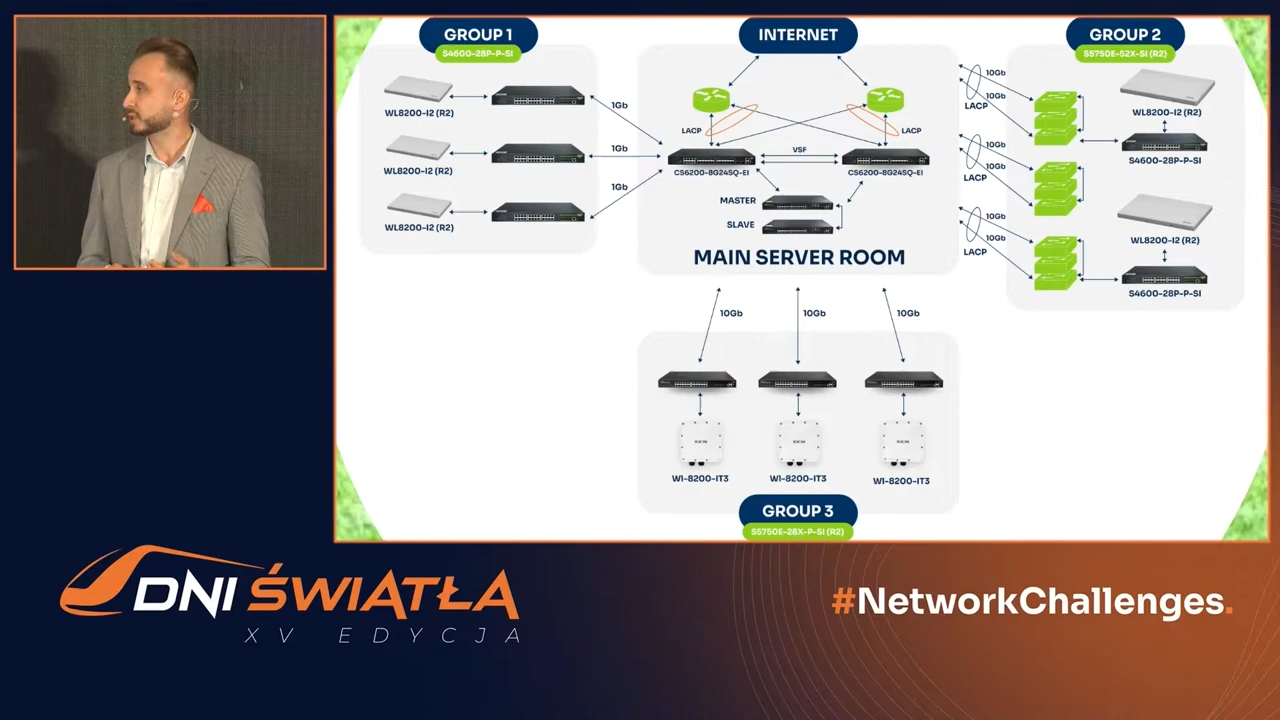 GROUP 1
S4600-28P-P-SI
WL8200-I2 (R2)
WL8200-I2 (R2)
WL8200-I2 (R2)
1Gb
1Gb
1Gb
INTERNET
LACP
LACP
CS6200-8G24SQ-EI
VSF
CS6200-8G24SQ-EI
MASTER
SLAVE
MAIN SERVER ROOM
GROUP 2
S5750E-52X-SI (R2)
10Gb
10Gb
LACP
10Gb
10Gb
LACP
10Gb
10Gb
LACP
WL8200-I2 (R2)
S4600-28P-P-SI
WL8200-I2 (R2)
S4600-28P-P-SI
10Gb
10Gb
10Gb
WI-8200-IT3
WI-8200-IT3
WI-8200-IT3
GROUP 3
S5750E-28X-P-SI (R2)
DNI ŚWIATŁA
XV EDYCJA
#NetworkChallenges.